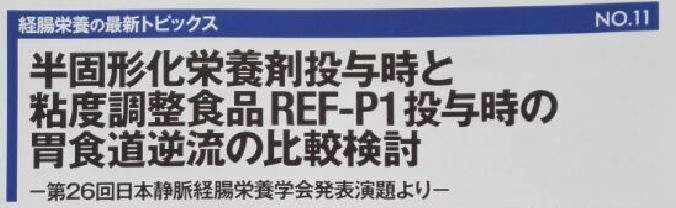 経腸栄養の最新トピックス NO.11
半固形化栄養剤投与時と
粘度調整食品REF-P1投与時の
胃食道逆流の比較検討
−第26回日本静脈経腸栄養学会発表演題より−